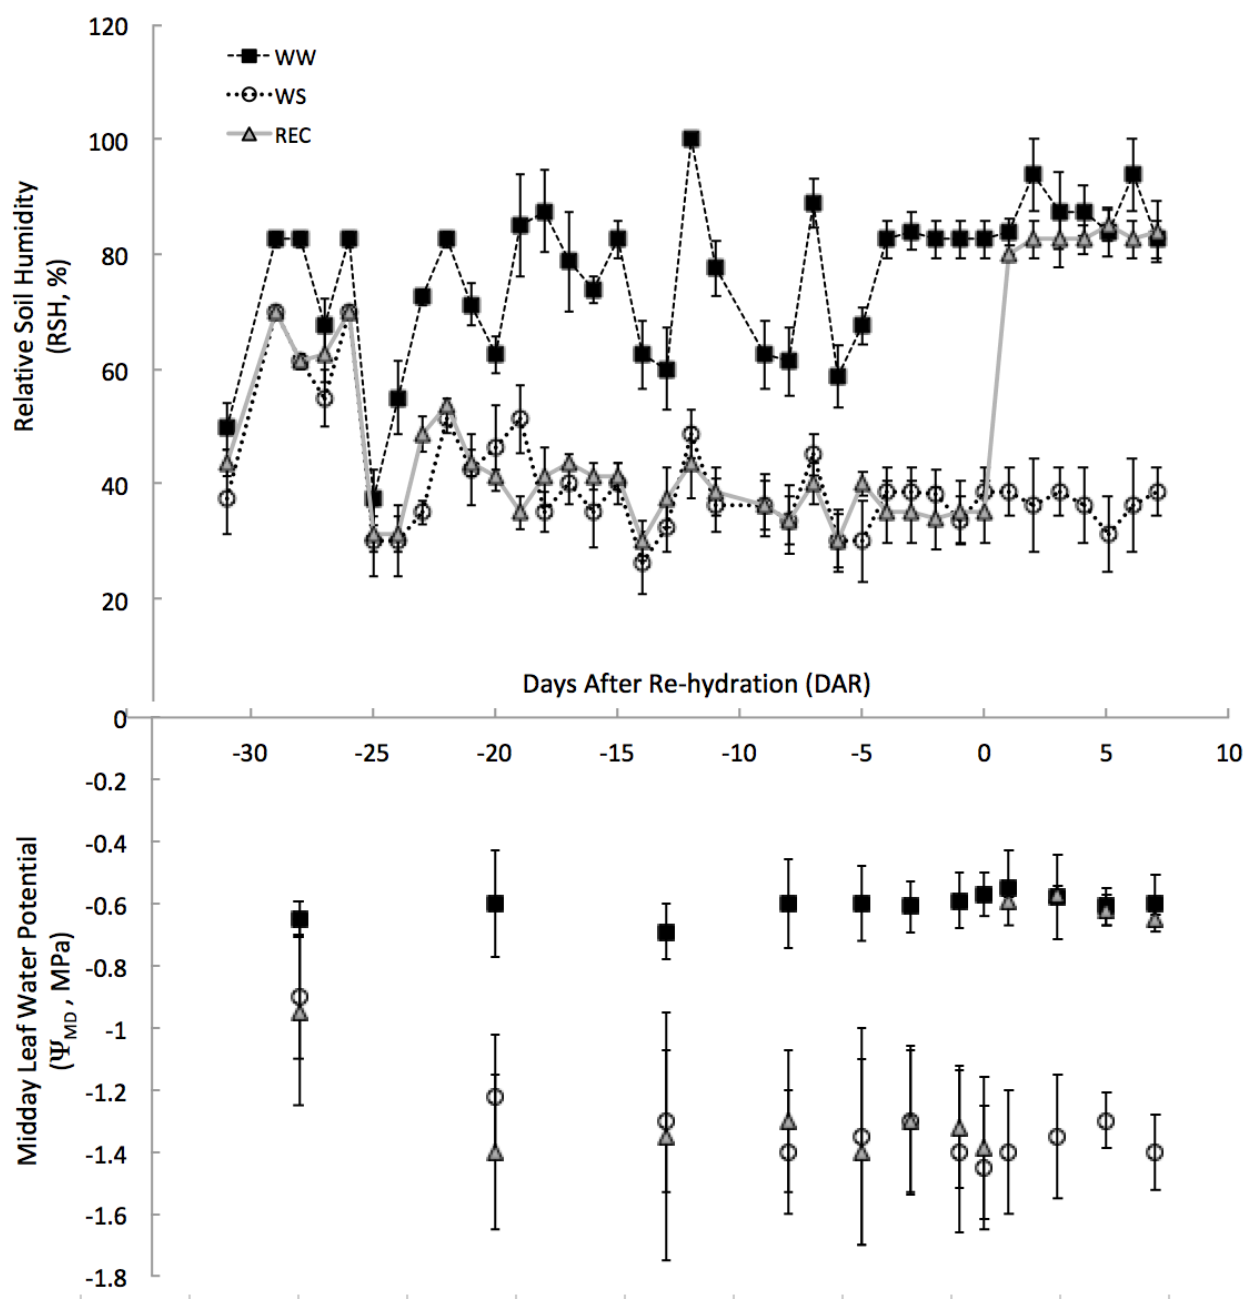 120
WW
WS
REC
100
80
60
40
20
Relative Soil Humidity
(RSH, %)
Days After Re-hydration (DAR)
0
-30 -25 -20 -15 -10 -5 0 5 10
-0.2
-0.4
-0.6
-0.8
-1
-1.2
-1.4
-1.6
-1.8
Midday Leaf Water Potential
(Ψ_MD , MPa)